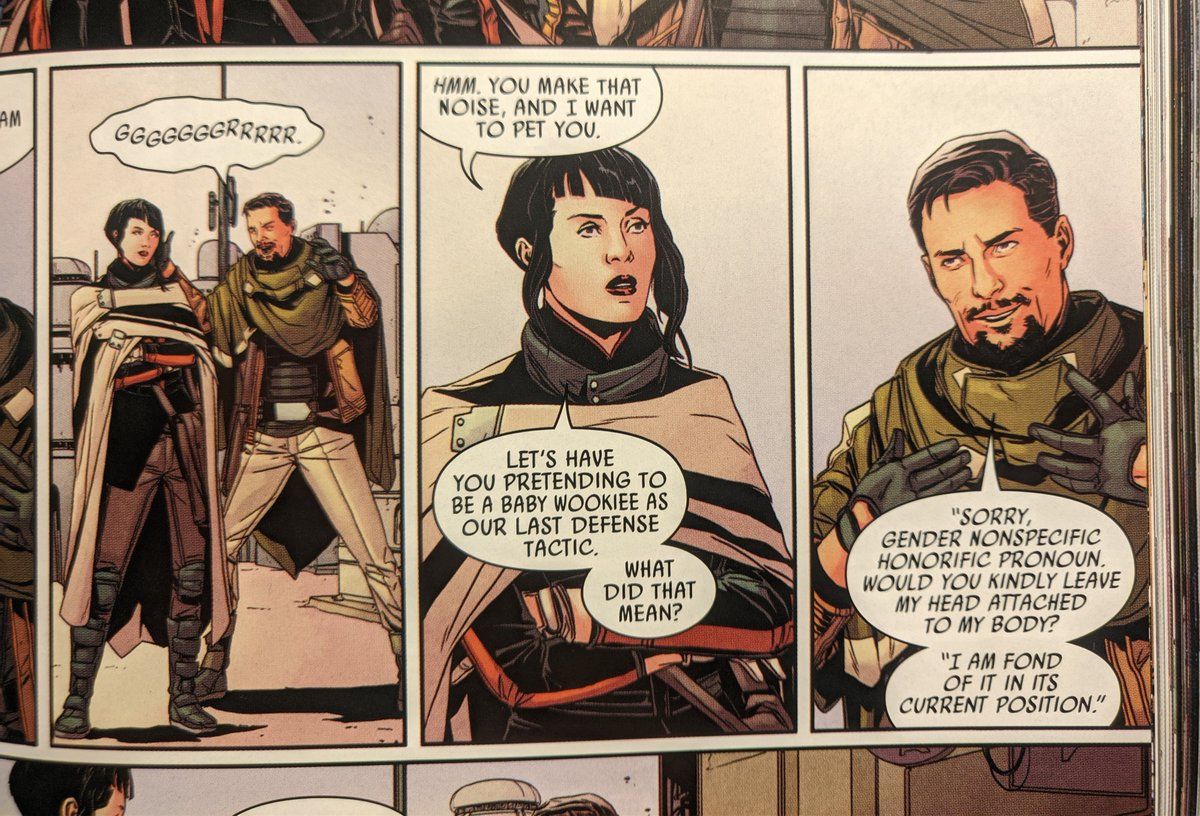 AM
GGGGGGGRRRRR.
HMM. YOU MAKE THAT
NOISE, AND I WANT
TO PET YOU.
LET'S HAVE
YOU PRETENDING TO
BE A BABY WOOKIEE AS
OUR LAST DEFENSE
TACTIC.
WHAT
DID THAT
MEAN?
"SORRY,
GENDER NONSPECIFIC
HONORIFIC PRONOUN.
WOULD YOU KINDLY LEAVE
MY HEAD ATTACHED
TO MY BODY?
"I AM FOND
OF IT IN ITS
CURRENT POSITION."